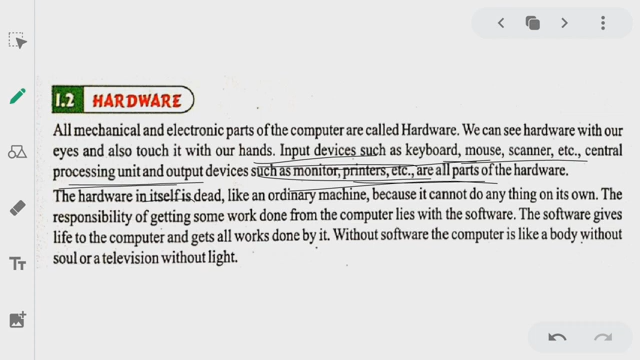 1.2 HARDWARE
All mechanical and electronic parts of the computer are called Hardware. We can see hardware with our
eyes and also touch it with our hands. Input devices such as keyboard, mouse, scanner, etc., central
processing unit and output devices such as monitor, printers, etc., are all parts of the hardware.
The hardware in itself is dead, like an ordinary machine, because it cannot do any thing on its own. The
responsibility of getting some work done from the computer lies with the software. The software gives
life to the computer and gets all works done by it. Without software the computer is like a body without
soul or a television without light.
Tт